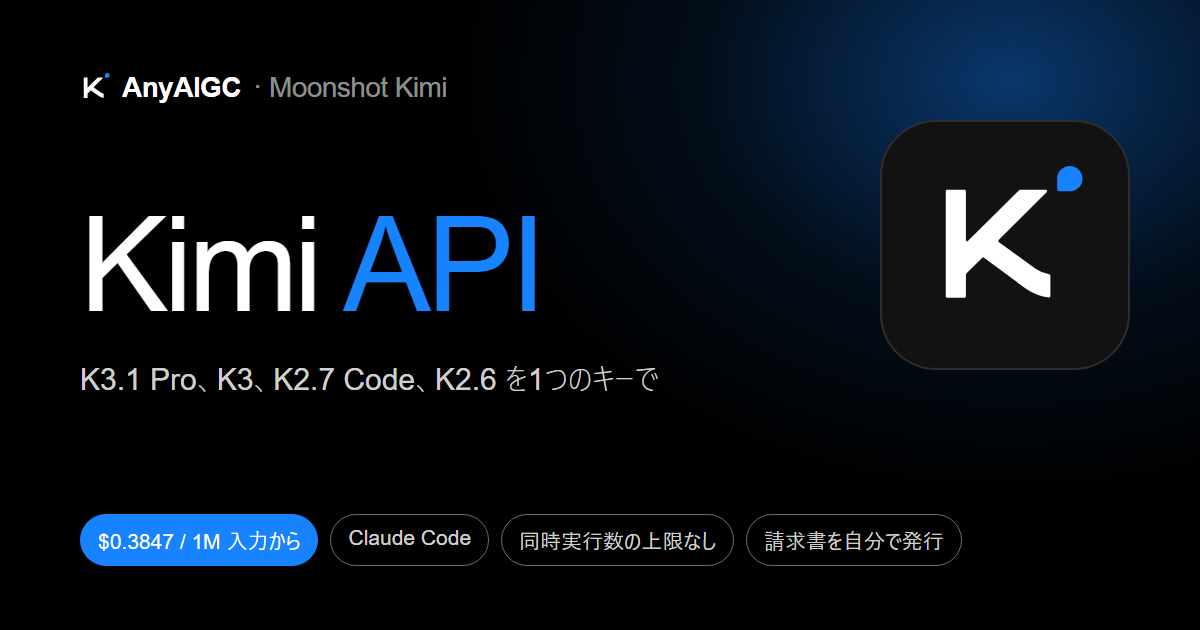 AnyAIGC · Moonshot Kimi
Kimi API
K3.1 Pro、K3、K2.7 Code、K2.6 を1つのキーで
$0.3847 / 1M 入力から
Claude Code
同時実行数の上限なし
請求書を自分で発行